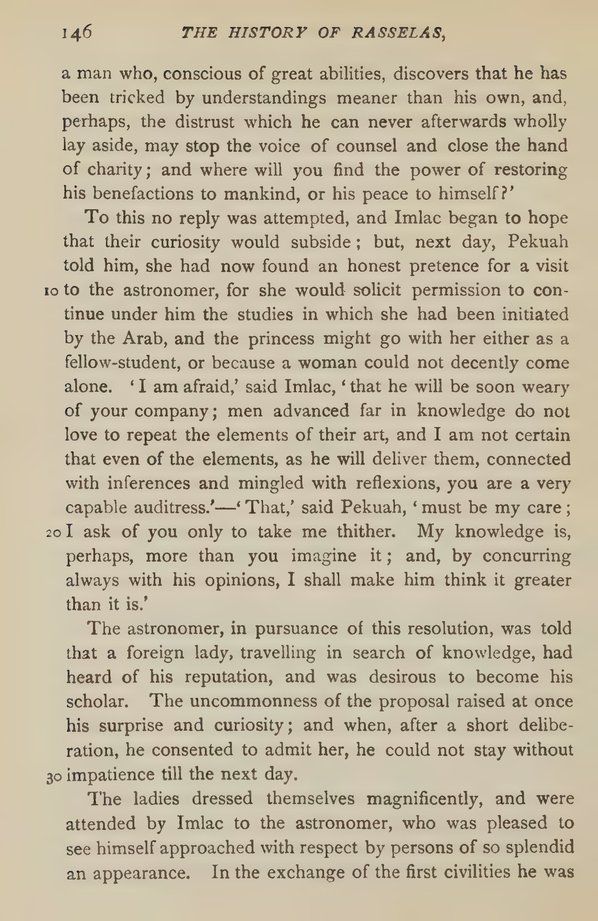 146 THE HISTORY OF RASSELAS,
a man who, conscious of great abilities, discovers that he has
been tricked by understandings meaner than his own, and,
perhaps, the distrust which he can never afterwards wholly
lay aside, may stop the voice of counsel and close the hand
of charity; and where will you find the power of restoring
his benefactions to mankind, or his peace to himself?'
To this no reply was attempted, and Imlac began to hope
that their curiosity would subside; but, next day, Pekuah
told him, she had now found an honest pretence for a visit
10 to the astronomer, for she would solicit permission to con-
tinue under him the studies in which she had been initiated
by the Arab, and the princess might go with her either as a
fellow-student, or because a woman could not decently come
alone. 'I am afraid,' said Imlac, 'that he will be soon weary
of your company; men advanced far in knowledge do not
love to repeat the elements of their art, and I am not certain
that even of the elements, as he will deliver them, connected
with inferences and mingled with reflexions, you are a very
capable auditress.'—'That,' said Pekuah, 'must be my care;
20 I ask of you only to take me thither. My knowledge is,
perhaps, more than you imagine it; and, by concurring
always with his opinions, I shall make him think it greater
than it is.'
The astronomer, in pursuance of this resolution, was told
that a foreign lady, travelling in search of knowledge, had
heard of his reputation, and was desirous to become his
scholar. The uncommonness of the proposal raised at once
his surprise and curiosity; and when, after a short delibe-
ration, he consented to admit her, he could not stay without
30 impatience till the next day.
The ladies dressed themselves magnificently, and were
attended by Imlac to the astronomer, who was pleased to
see himself approached with respect by persons of so splendid
an appearance. In the exchange of the first civilities he was